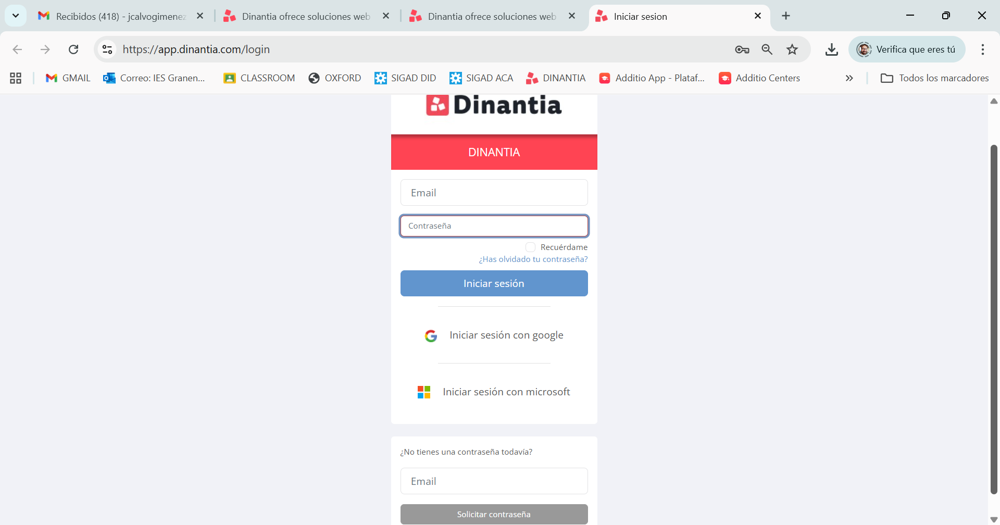 Recibidos (418) - jcalvogimenez
Dinantia ofrece soluciones web
Dinantia ofrece soluciones web
Iniciar sesion
https://app.dinantia.com/login
Verifica que eres tú
GMAIL
Correo: IES Granen...
CLASSROOM
OXFORD
SIGAD DID
SIGAD ACA
DINANTIA
Additio App - Plataf...
Additio Centers
Todos los marcadores
Dinantia
DINANTIA
Email
Contraseña
Recuérdame
¿Has olvidado tu contraseña?
Iniciar sesión
Iniciar sesión con google
Iniciar sesión con microsoft
¿No tienes una contraseña todavía?
Email
Solicitar contraseña